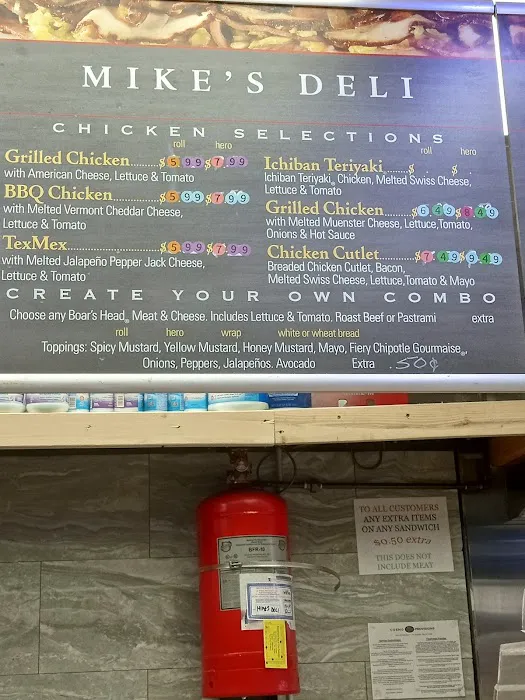 MIKE'S DELI
CHICKEN SELECTIONS
roll hero
Grilled Chicken..........$5.99 $7.99
with American Cheese, Lettuce & Tomato
BBQ Chicken............$5.99 $7.99
with Melted Vermont Cheddar Cheese,
Lettuce & Tomato
TexMex....................$5.99 $7.99
with Melted Jalapeño Pepper Jack Cheese,
Lettuce & Tomato
roll hero
Ichiban Teriyaki......$ .$
Ichiban Teriyaki, Chicken, Melted Swiss Cheese,
Lettuce & Tomato
Grilled Chicken........$6.49 $8.49
with Melted Muenster Cheese, Lettuce,Tomato,
Onions & Hot Sauce
Chicken Cutlet........$7.49 $9.49
Breaded Chicken Cutlet, Bacon,
Melted Swiss Cheese, Lettuce,Tomato & Mayo
CREATE YOUR OWN COMBO
Choose any Boar's Head® Meat & Cheese. Includes Lettuce & Tomato. Roast Beef or Pastrami extra
roll hero wrap white or wheat bread
Toppings: Spicy Mustard, Yellow Mustard, Honey Mustard, Mayo, Fiery Chipotle Gourmaise®,
Onions, Peppers, Jalapeños. Avocado Extra .50¢
TO ALL CUSTOMERS
ANY EXTRA ITEMS
ON ANY SANDWICH
$0.50 extra
THIS DOES NOT
INCLUDE MEAT